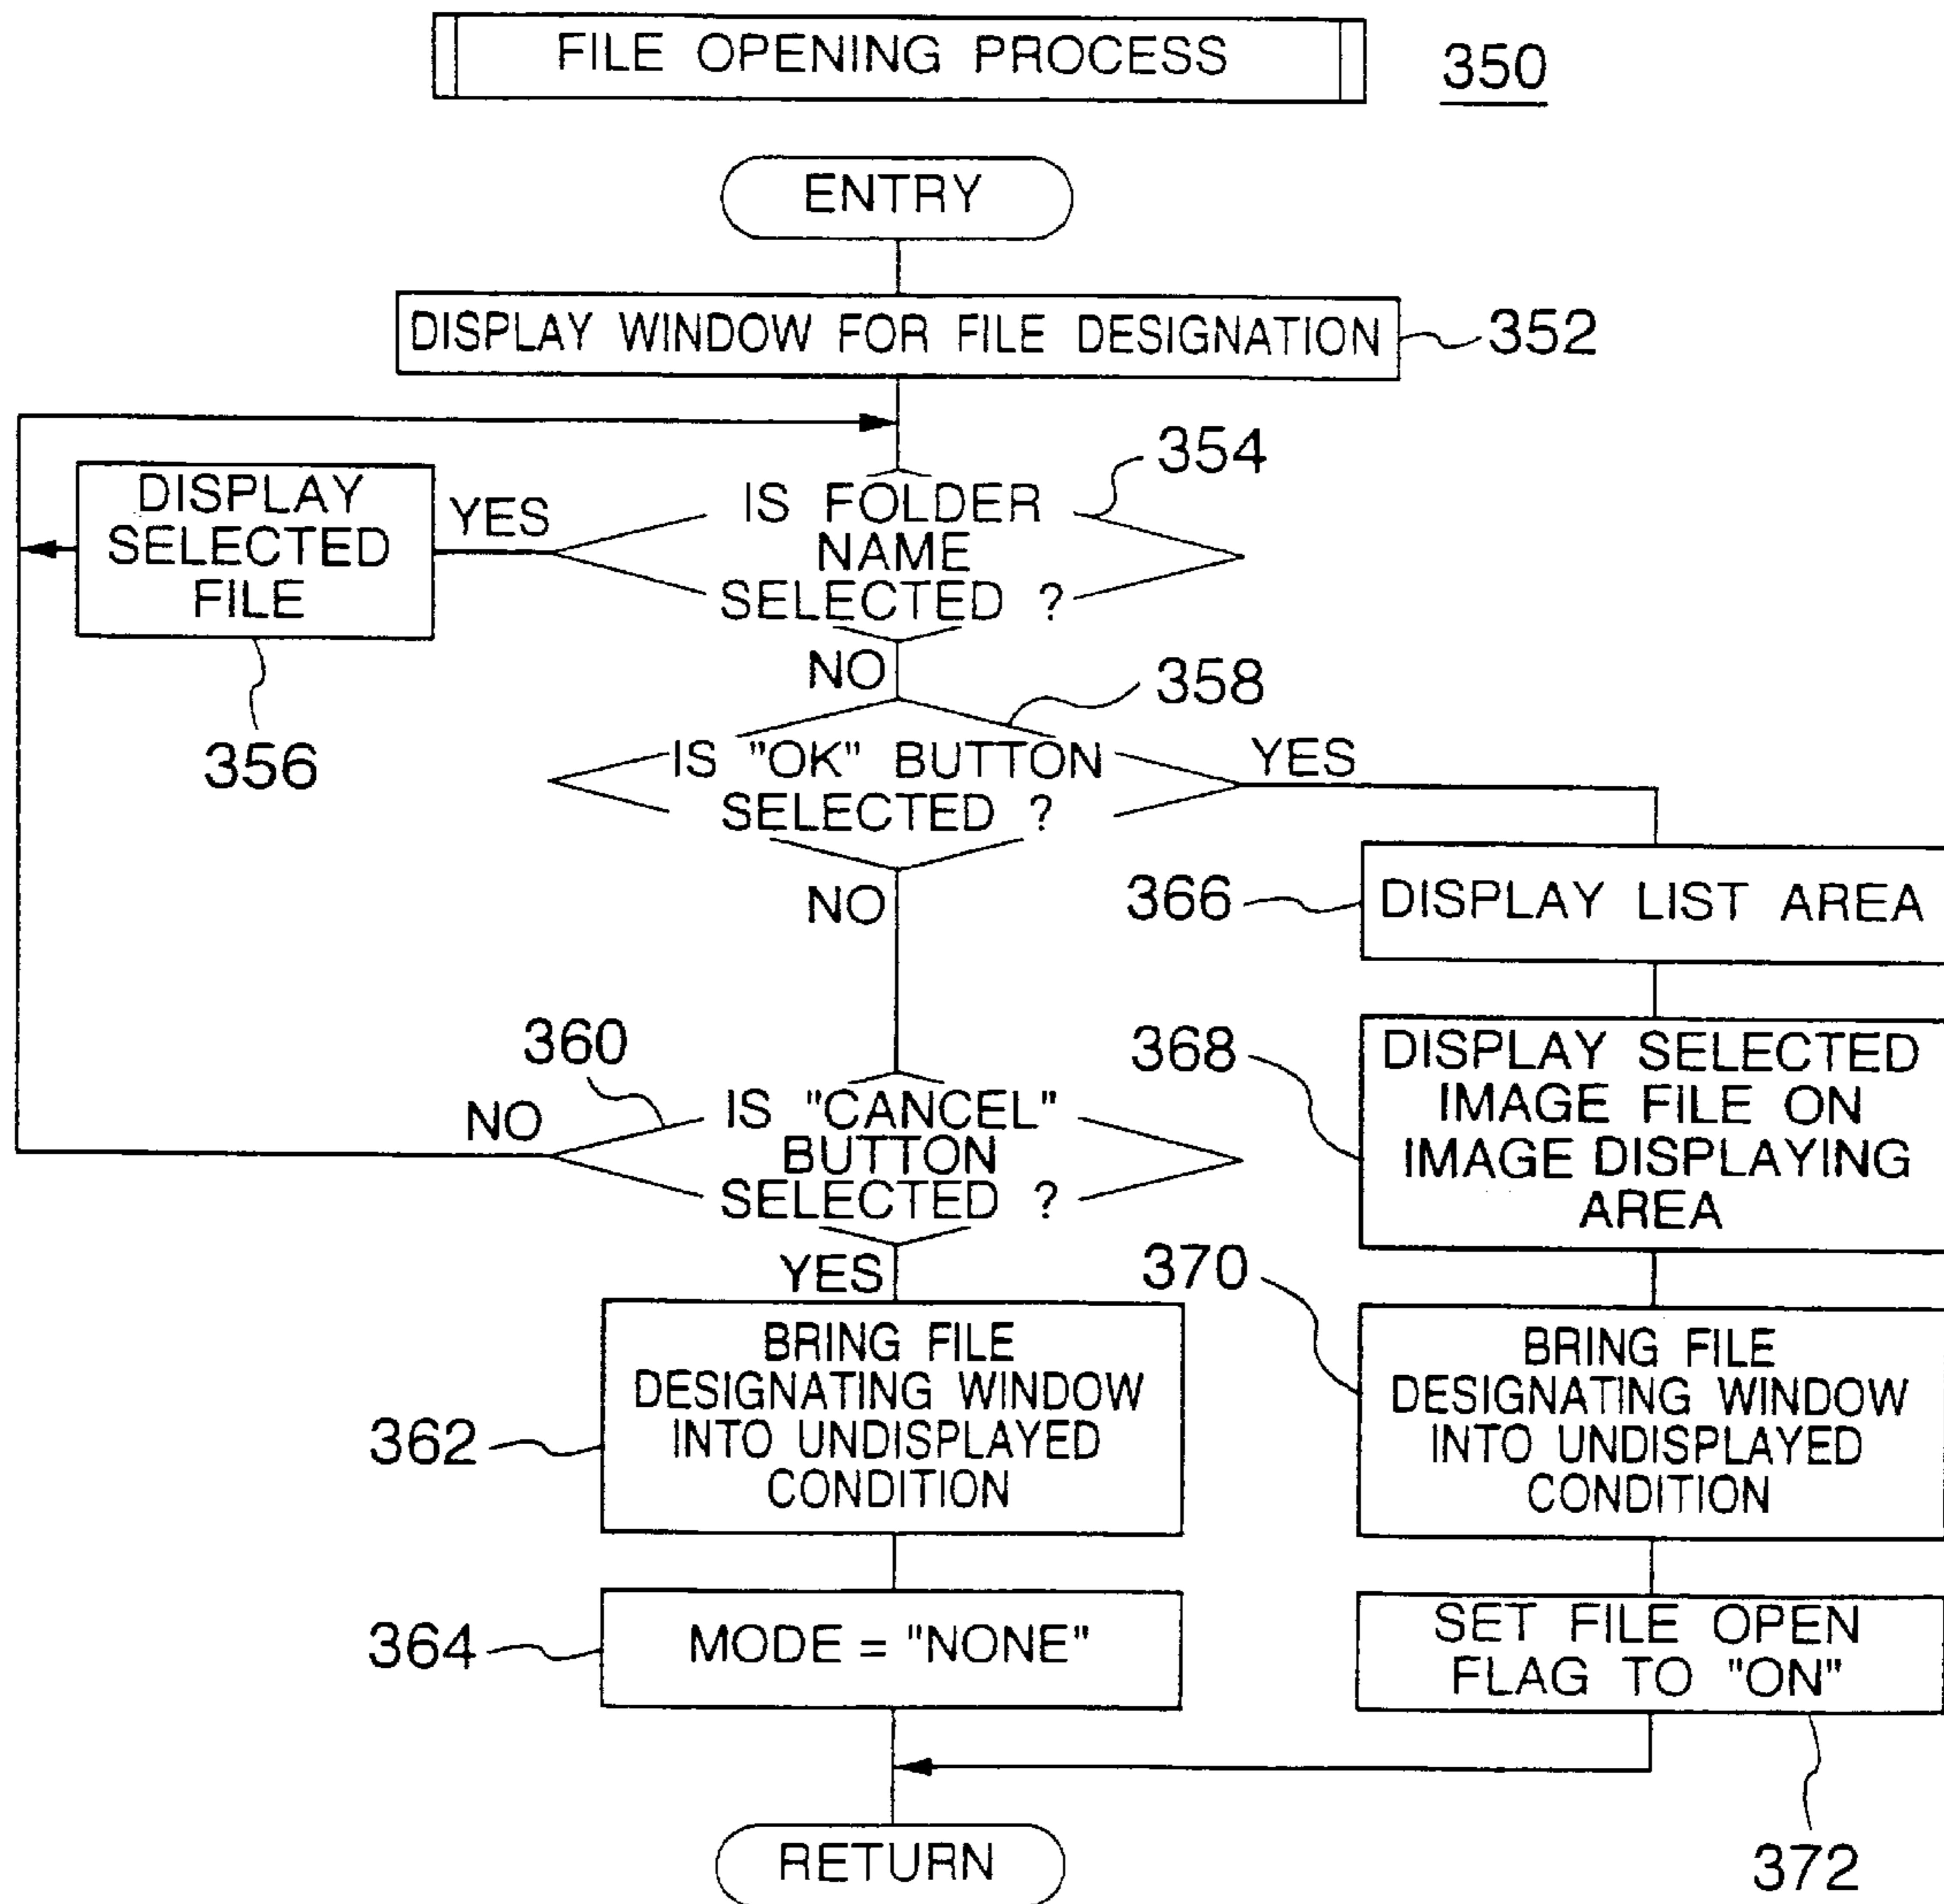 FILE OPENING PROCESS
350
ENTRY
DISPLAY WINDOW FOR FILE DESIGNATION
352
354
IS FOLDER
NAME
SELECTED ?
YES
DISPLAY
SELECTED
FILE
356
NO
358
IS "OK" BUTTON
SELECTED ?
YES
NO
366
DISPLAY LIST AREA
360
IS "CANCEL"
BUTTON
SELECTED ?
NO
368
DISPLAY SELECTED
IMAGE FILE ON
IMAGE DISPLAYING
AREA
YES
362
BRING FILE
DESIGNATING WINDOW
INTO UNDISPLAYED
CONDITION
370
BRING FILE
DESIGNATING WINDOW
INTO UNDISPLAYED
CONDITION
364
MODE = "NONE"
SET FILE OPEN
FLAG TO "ON"
372
RETURN